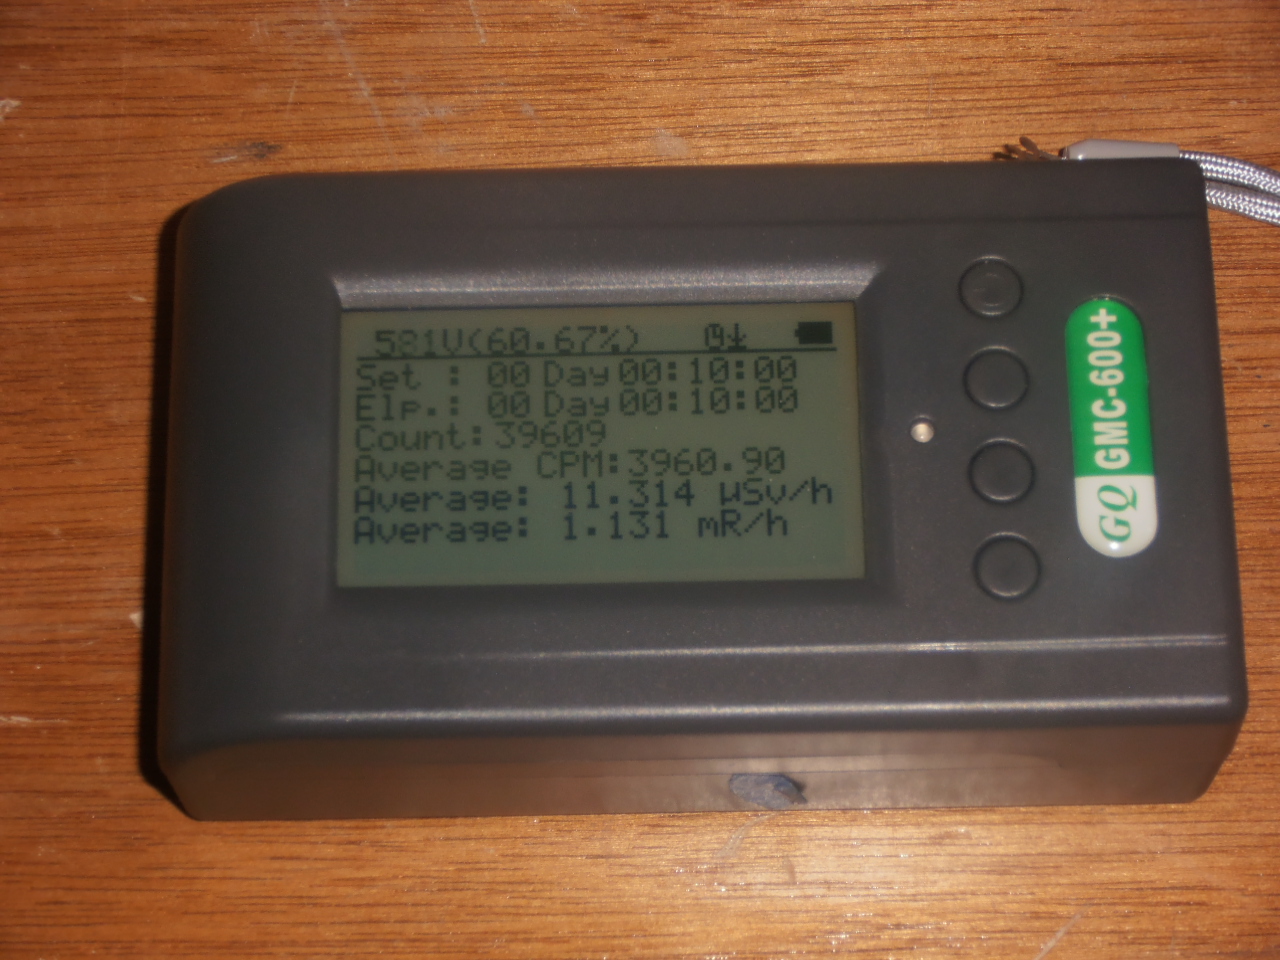 581V(60.67%)
Set : 00 Day 00:10:00
Elp.: 00 Day 00:10:00
Count: 39609
Average CPM:3960.90
Average: 11.314 µSv/h
Average: 1.131 mR/h
GQ GMC-600+